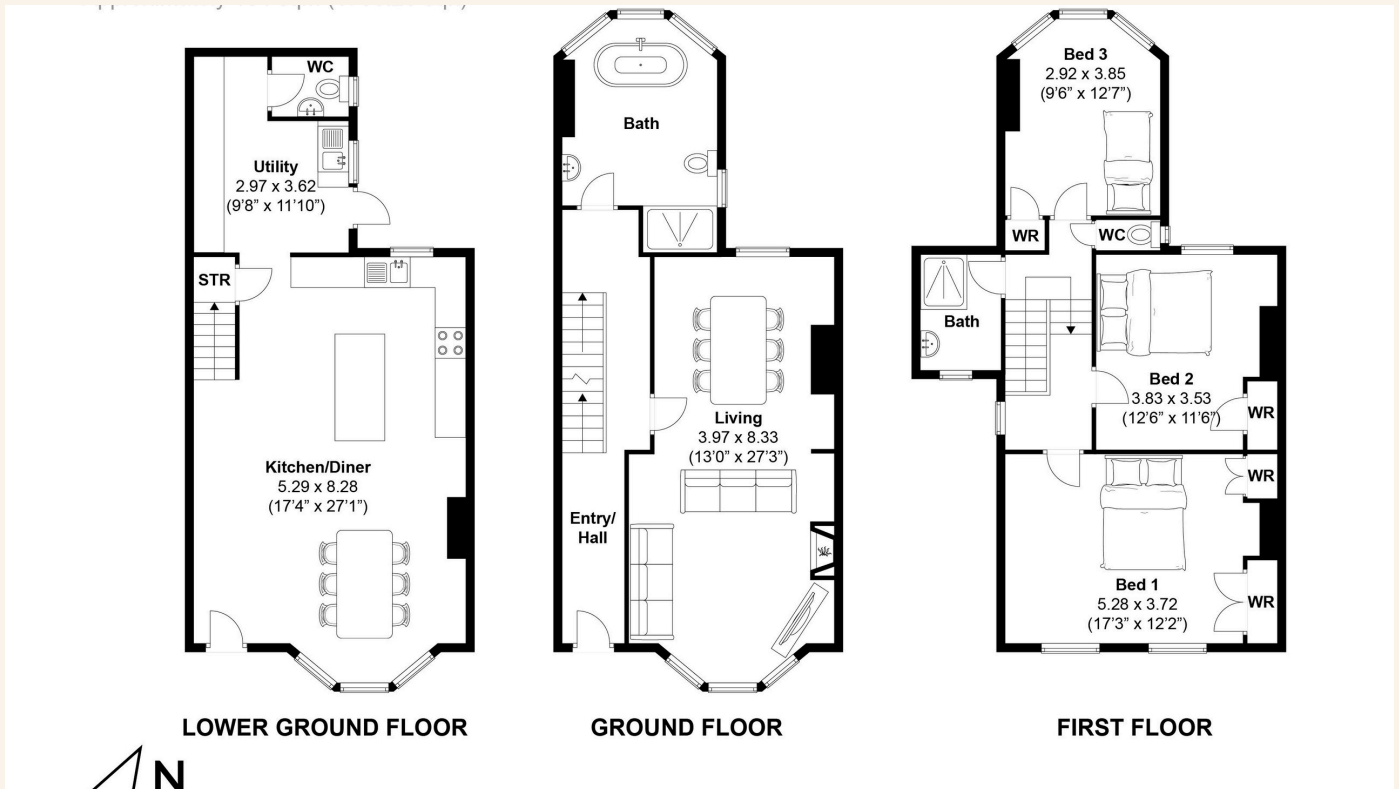 WC
Utility
2.97 x 3.62
(9'8" x 11'10")
STR
Kitchen/Diner
5.29 x 8.28
(17'4" x 27'1")
LOWER GROUND FLOOR
Bath
Living
3.97 x 8.33
(13'0" x 27'3")
Entry/
Hall
GROUND FLOOR
Bed 3
2.92 x 3.85
(9'6" x 12'7")
WR
WC
Bath
Bed 2
3.83 x 3.53
(12'6" x 11'6")
WR
WR
Bed 1
5.28 x 3.72
(17'3" x 12'2")
WR
FIRST FLOOR
N